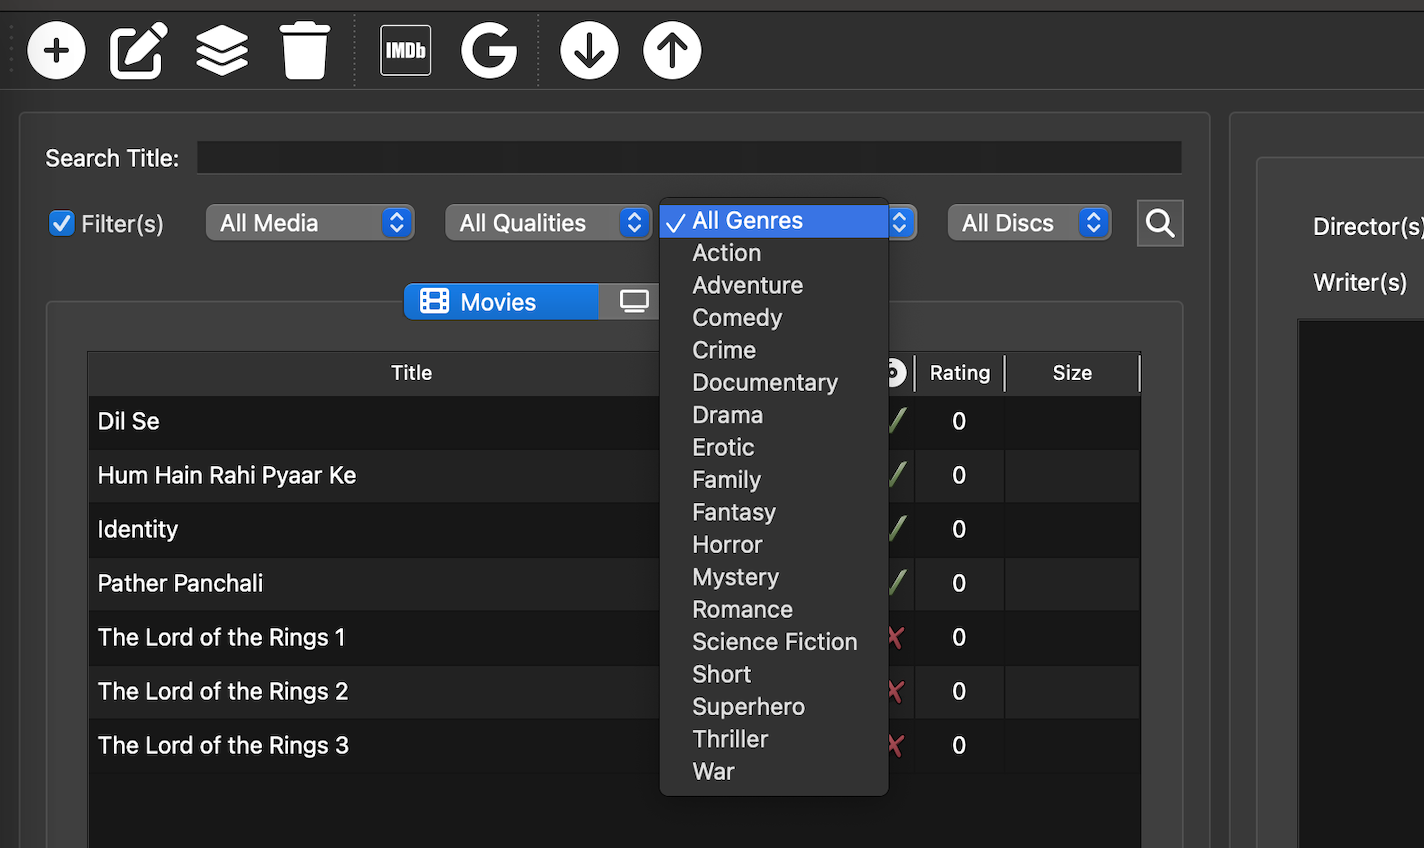 IMDb G
Search Title:
Filter(s) All Media All Qualities All Genres All Discs
Action
Adventure
Comedy
Crime
Documentary
Drama
Erotic
Family
Fantasy
Horror
Mystery
Romance
Science Fiction
Short
Superhero
Thriller
War
Movies
Title Rating Size
Dil Se 0
Hum Hain Rahi Pyaar Ke 0
Identity 0
Pather Panchali 0
The Lord of the Rings 1 0
The Lord of the Rings 2 0
The Lord of the Rings 3 0
Director(s)
Writer(s)